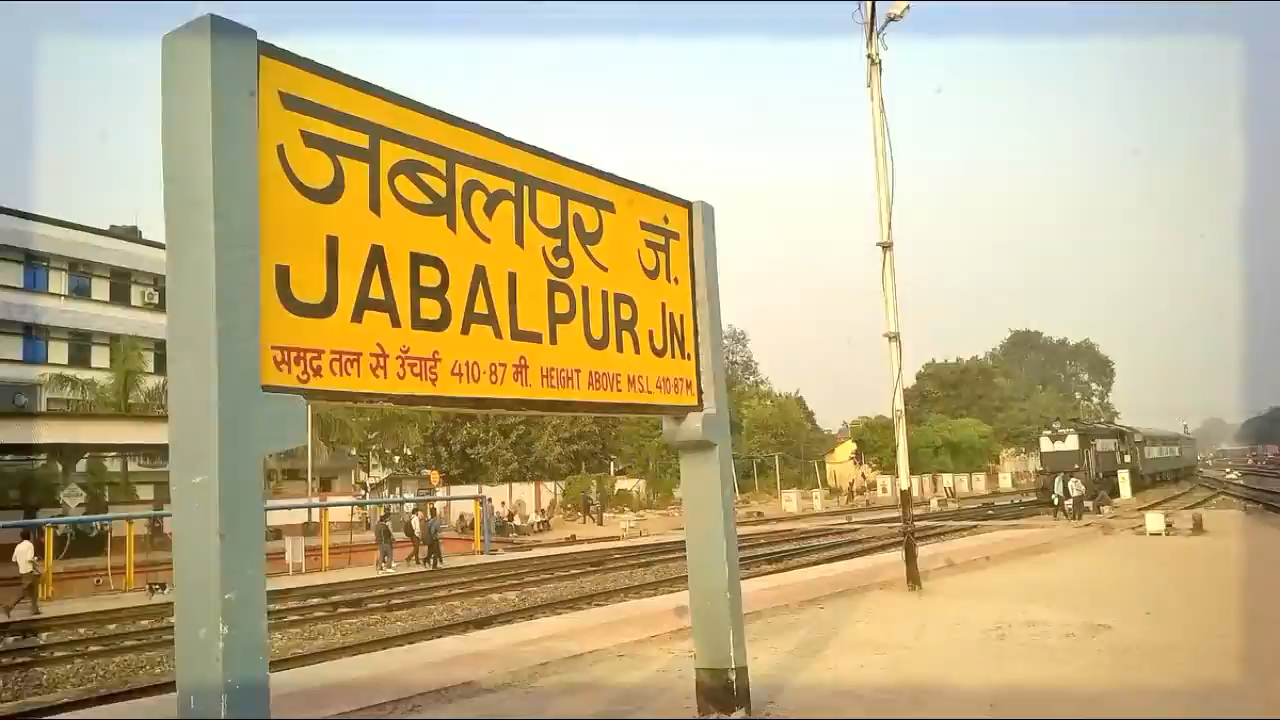 जबलपुर जं.
JABALPUR JN.
समुद्र तल से उँचाई 410·87 मी. HEIGHT ABOVE M.S.L. 410·87 M.